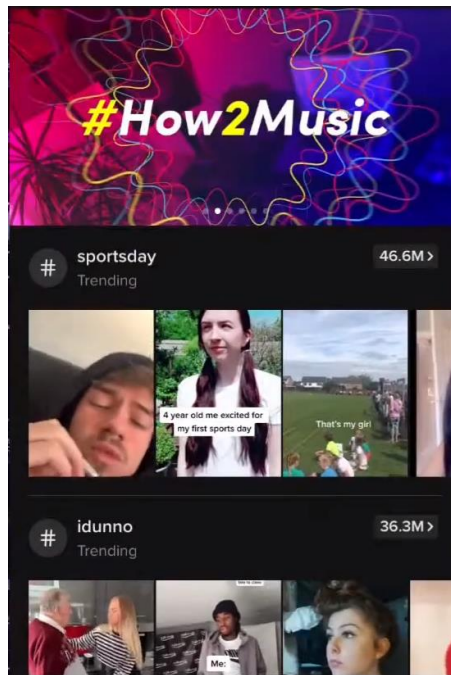 #How2Music
# sportsday
46.6M >
Trending
4 year old me excited for
my first sports day
That's my girl
# idunno
36.3M >
Trending
Me: